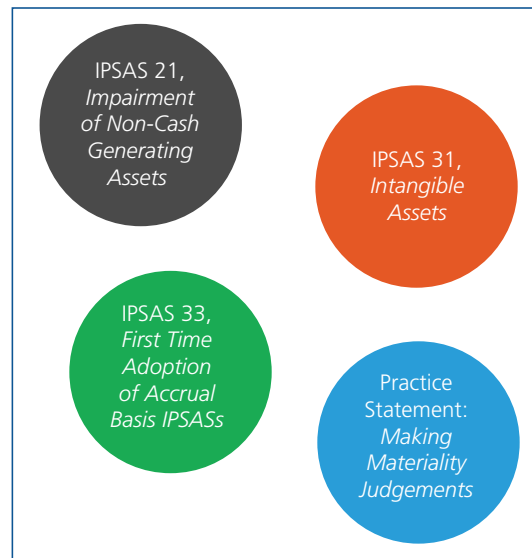 IPSAS 21,
Impairment
of Non-Cash
Generating
Assets
IPSAS 31,
Intangible
Assets
IPSAS 33,
First Time
Adoption
of Accrual
Basis IPSASs
Practice
Statement:
Making
Materiality
Judgements